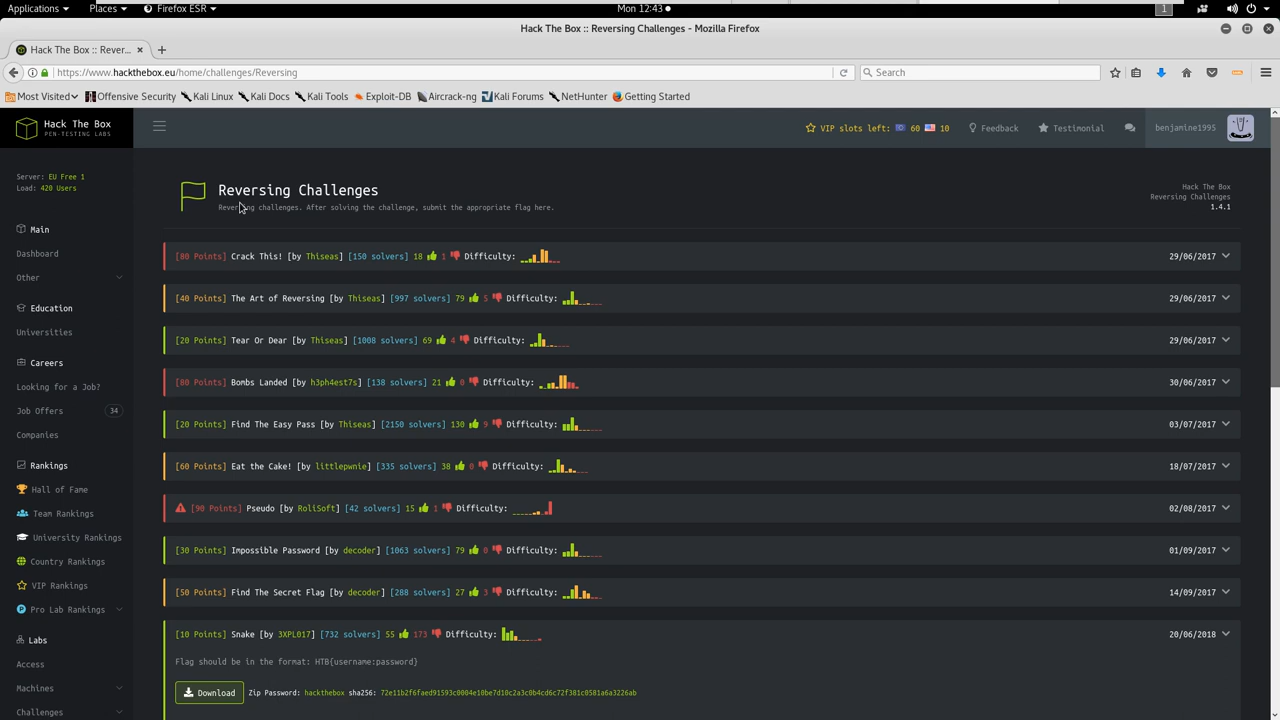 Applications Places Firefox ESR Mon 12:43 1
Hack The Box :: Reversing Challenges - Mozilla Firefox
Hack The Box :: Rever... × +
https://www.hackthebox.eu/home/challenges/Reversing Search
Most Visited Offensive Security Kali Linux Kali Docs Kali Tools Exploit-DB Aircrack-ng Kali Forums NetHunter Getting Started
Hack The Box
PEN-TESTING LABS
VIP slots left: 60 10 Feedback Testimonial benjamine1995
Server: EU Free 1
Load: 420 Users
Main
Dashboard
Other
Education
Universities
Careers
Looking for a Job?
Job Offers 34
Companies
Rankings
Hall of Fame
Team Rankings
University Rankings
Country Rankings
VIP Rankings
Pro Lab Rankings
Labs
Access
Machines
Challenges
Reversing Challenges
Reversing challenges. After solving the challenge, submit the appropriate flag here.
Hack The Box
Reversing Challenges
1.4.1
[80 Points] Crack This! [by Thiseas] [150 solvers] 18 1 Difficulty: 29/06/2017
[40 Points] The Art of Reversing [by Thiseas] [997 solvers] 79 5 Difficulty: 29/06/2017
[20 Points] Tear Or Dear [by Thiseas] [1008 solvers] 69 4 Difficulty: 29/06/2017
[80 Points] Bombs Landed [by h3ph4est7s] [138 solvers] 21 0 Difficulty: 30/06/2017
[20 Points] Find The Easy Pass [by Thiseas] [2150 solvers] 130 9 Difficulty: 03/07/2017
[60 Points] Eat the Cake! [by littlepwnie] [335 solvers] 38 0 Difficulty: 18/07/2017
[90 Points] Pseudo [by RoliSoft] [42 solvers] 15 1 Difficulty: 02/08/2017
[30 Points] Impossible Password [by decoder] [1063 solvers] 79 0 Difficulty: 01/09/2017
[50 Points] Find The Secret Flag [by decoder] [288 solvers] 27 3 Difficulty: 14/09/2017
[10 Points] Snake [by 3XPL017] [732 solvers] 55 173 Difficulty: 20/06/2018
Flag should be in the format: HTB{username:password}
Download Zip Password: hackthebox sha256: 72e11b2f6faed91593c0004e10be7d10c2a3c0b4cd6c72f381c0581a6a3226ab